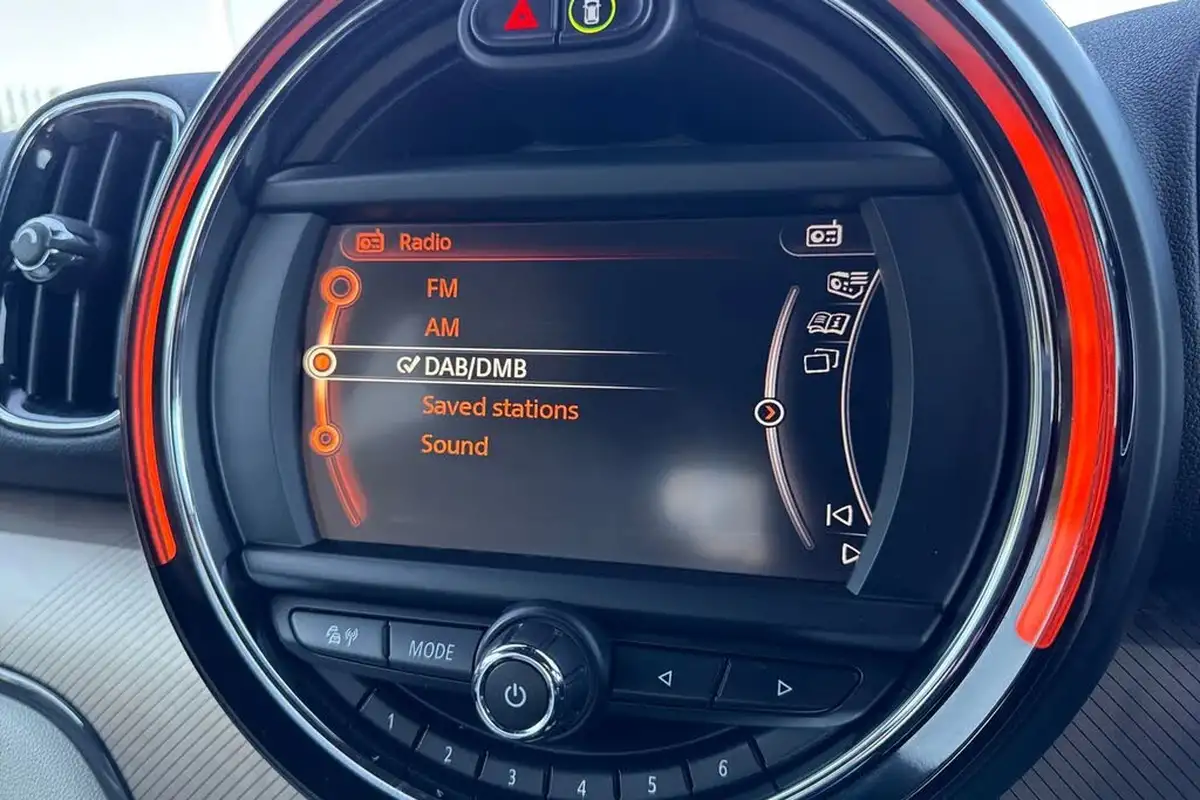 Radio
FM
AM
DAB/DMB
Saved stations
Sound
MODE
1
2
3
4
5
6